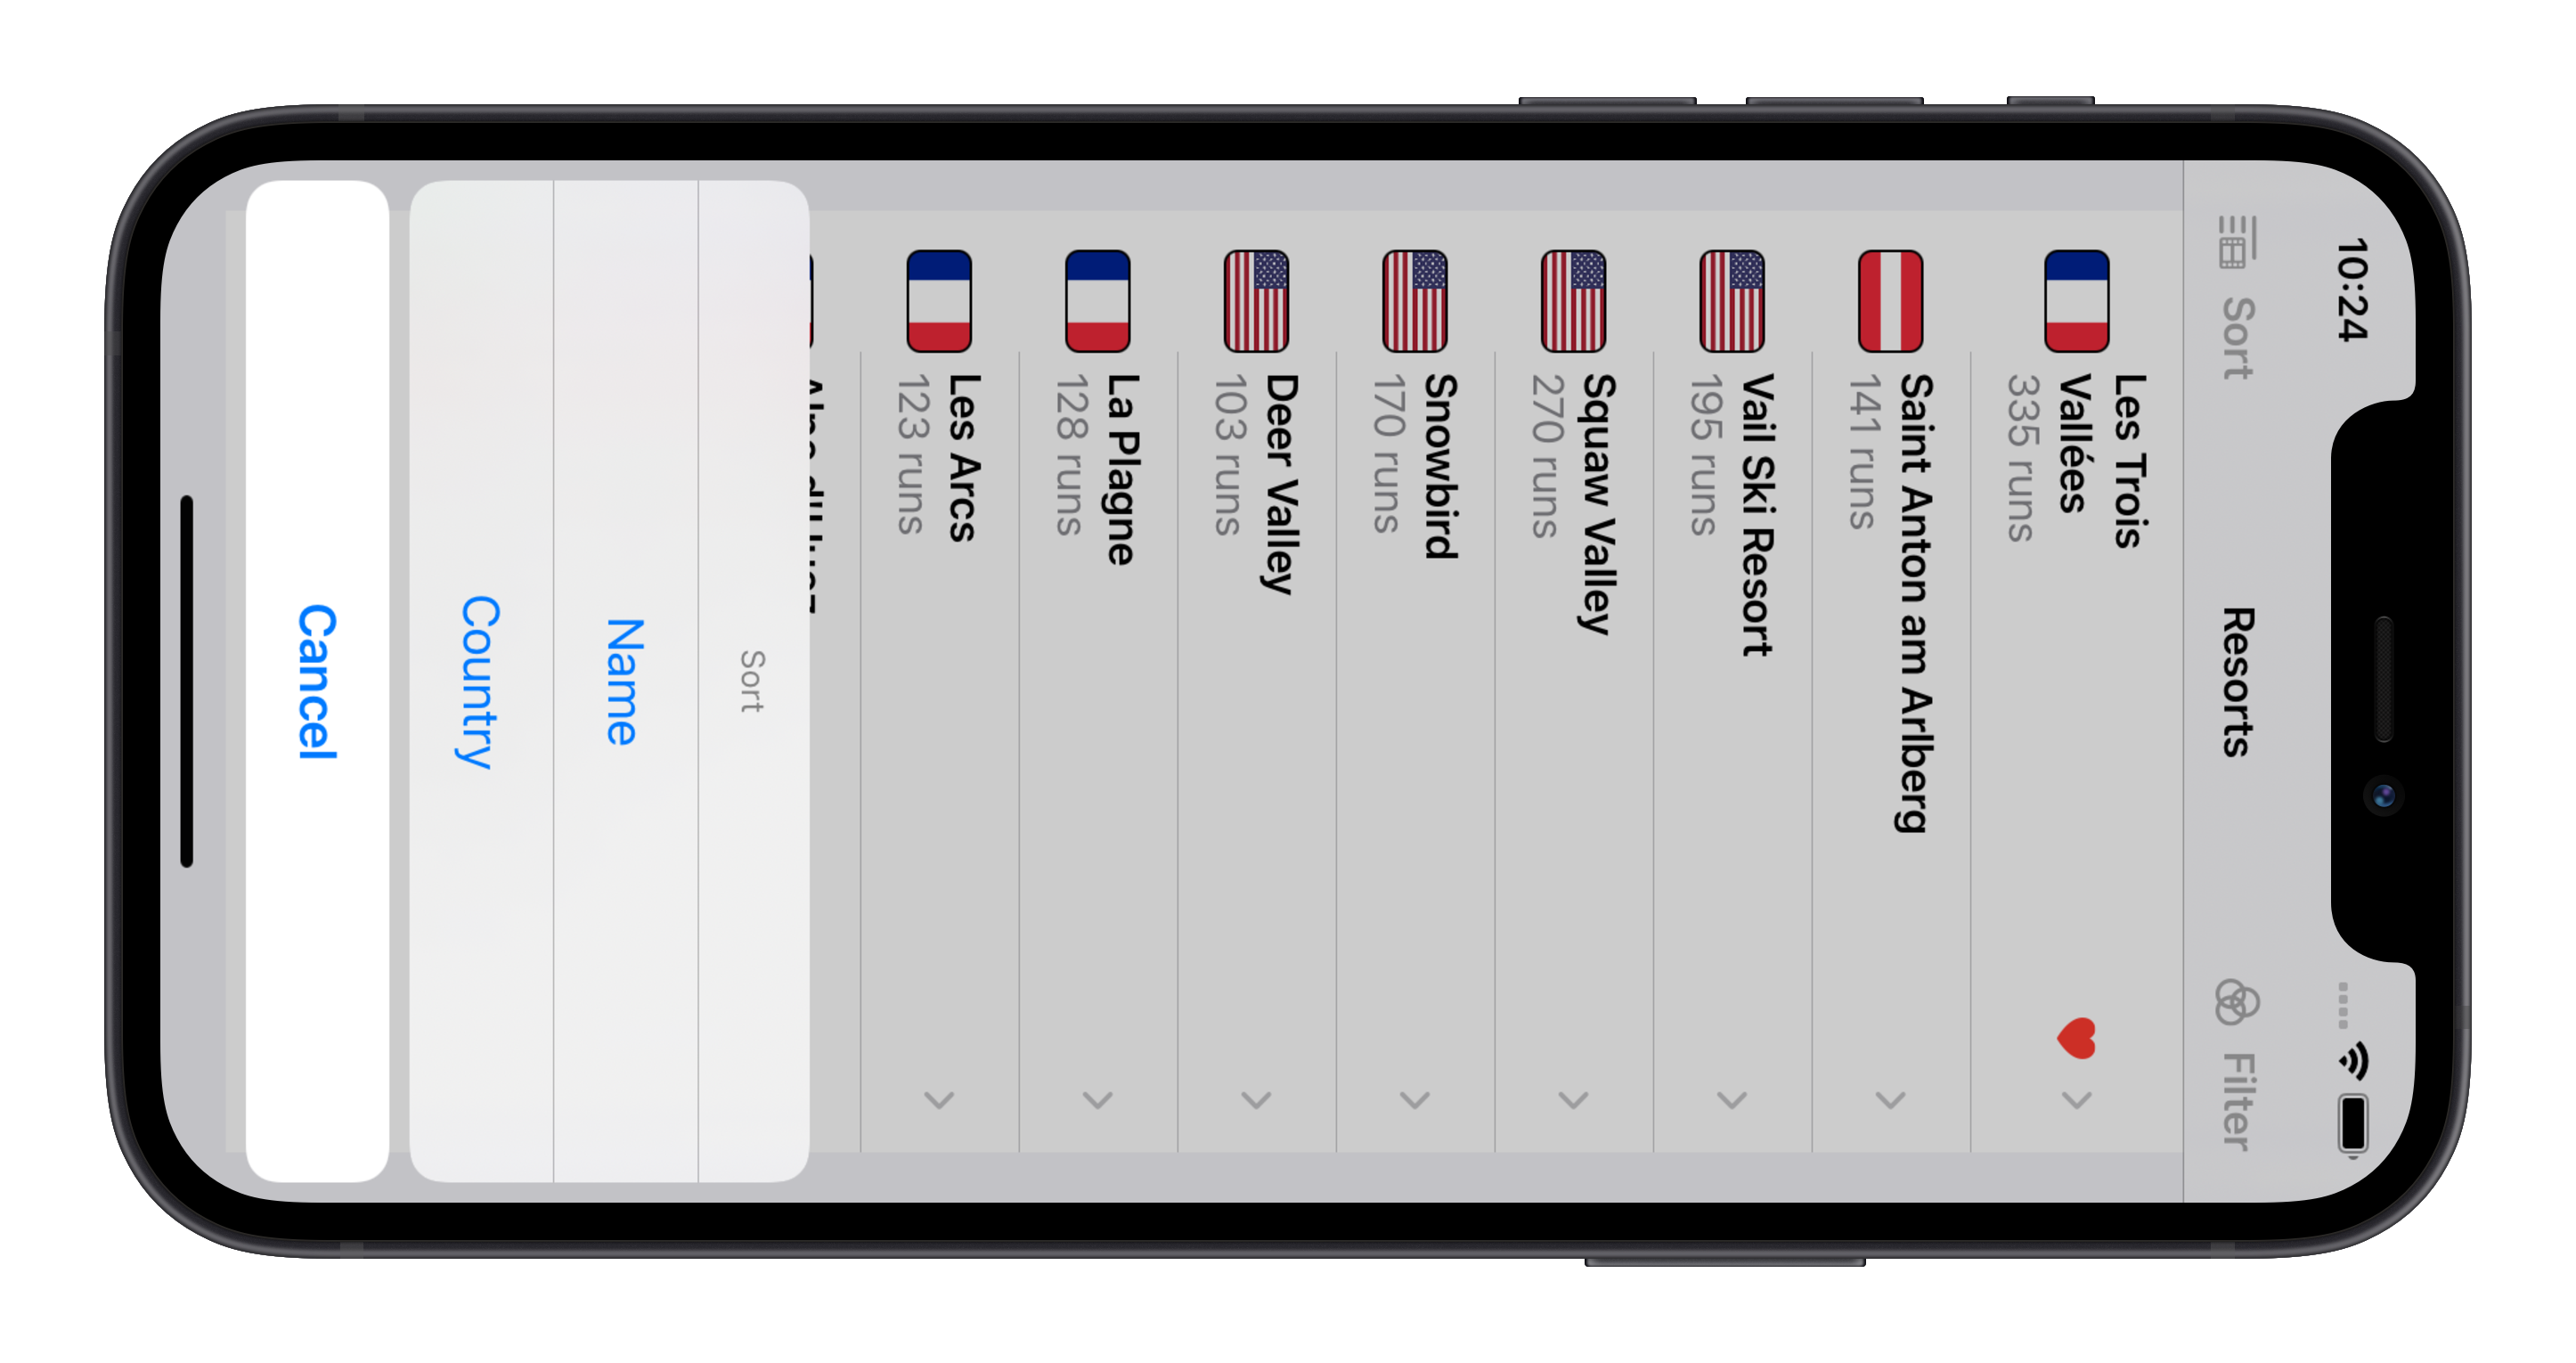 10:24
Sort
Resorts
Filter
Les Trois
Vallées
335 runs
Saint Anton am Arlberg
141 runs
Vail Ski Resort
195 runs
Squaw Valley
270 runs
Snowbird
170 runs
Deer Valley
103 runs
La Plagne
128 runs
Les Arcs
123 runs
Sort
Name
Country
Cancel